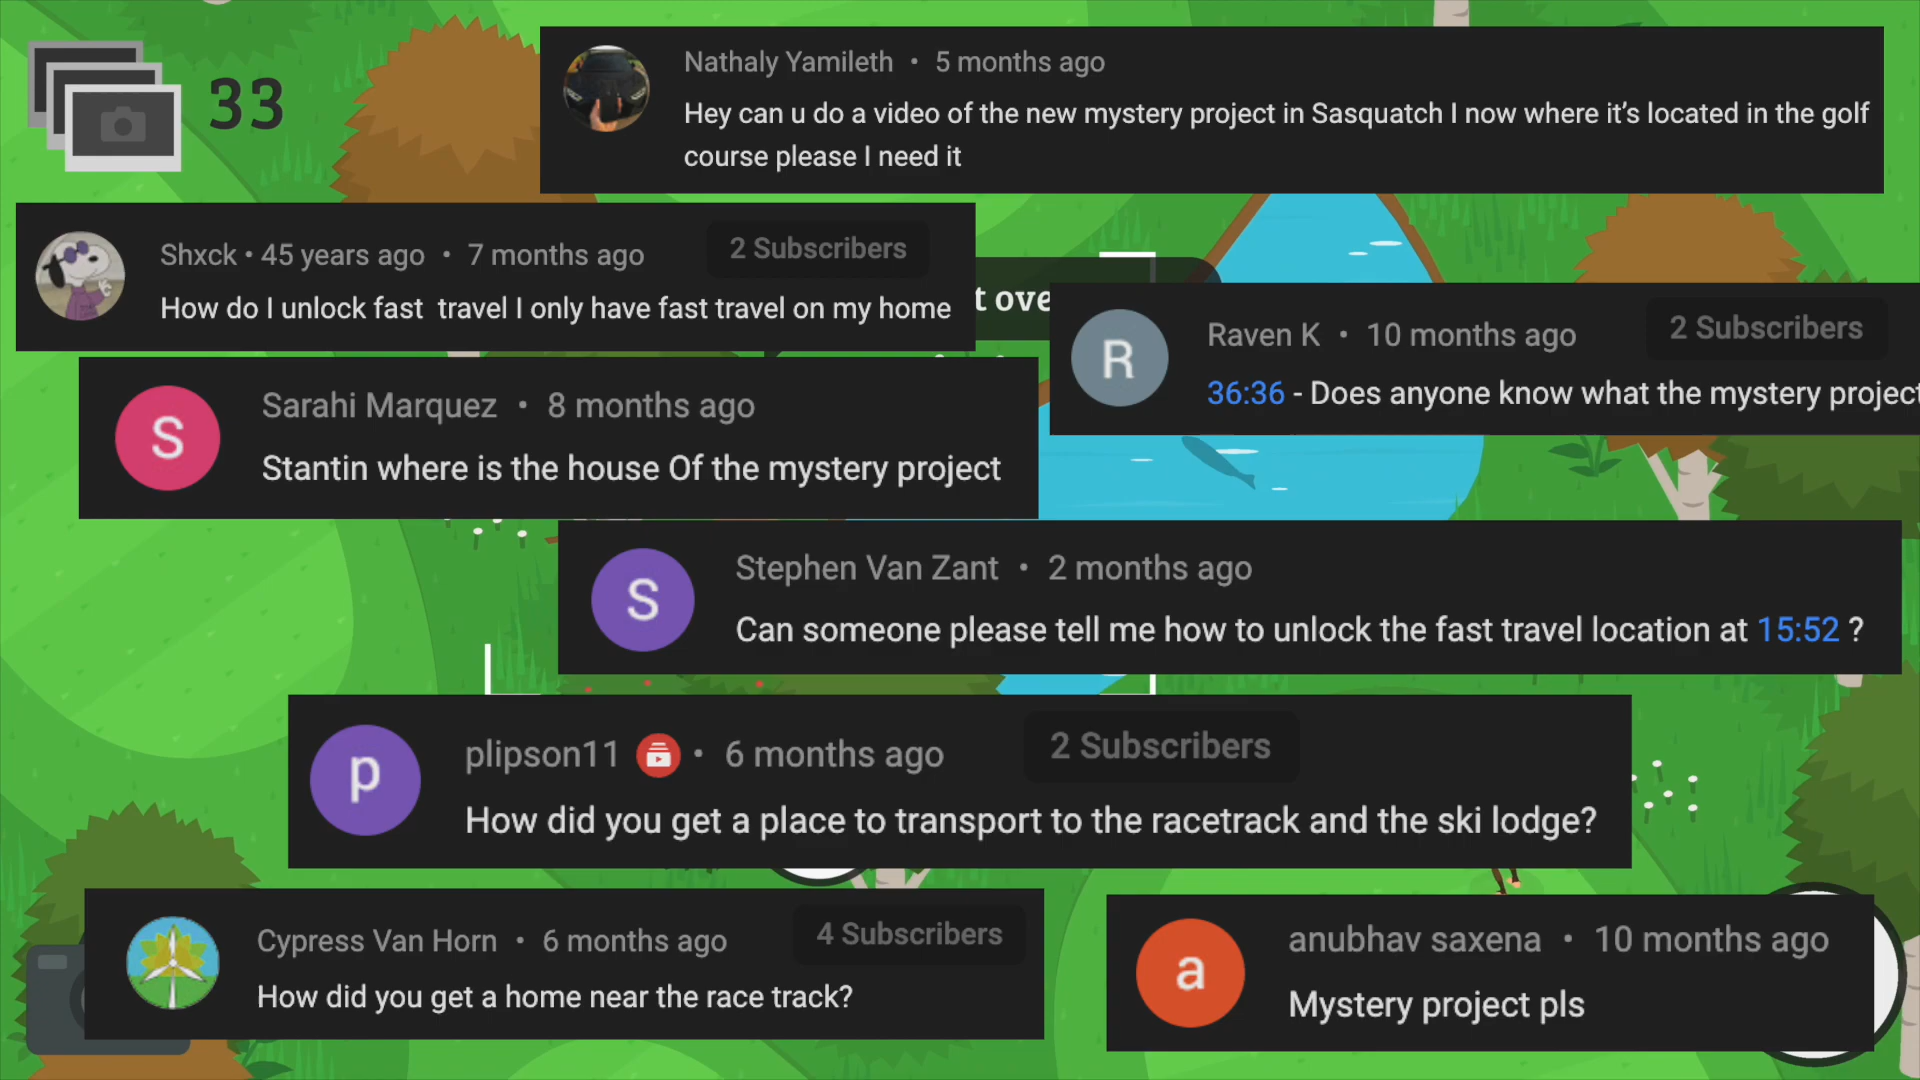 33
Nathaly Yamileth • 5 months ago
Hey can u do a video of the new mystery project in Sasquatch I now where it’s located in the golf
course please I need it
Shxck • 45 years ago • 7 months ago 2 Subscribers
How do I unlock fast travel I only have fast travel on my home
t ove
Raven K • 10 months ago 2 Subscribers
36:36 - Does anyone know what the mystery project
Sarahi Marquez • 8 months ago
Stantin where is the house Of the mystery project
Stephen Van Zant • 2 months ago
Can someone please tell me how to unlock the fast travel location at 15:52 ?
plipson11 • 6 months ago 2 Subscribers
How did you get a place to transport to the racetrack and the ski lodge?
Cypress Van Horn • 6 months ago 4 Subscribers
How did you get a home near the race track?
anubhav saxena • 10 months ago
Mystery project pls
R
S
S
p
a